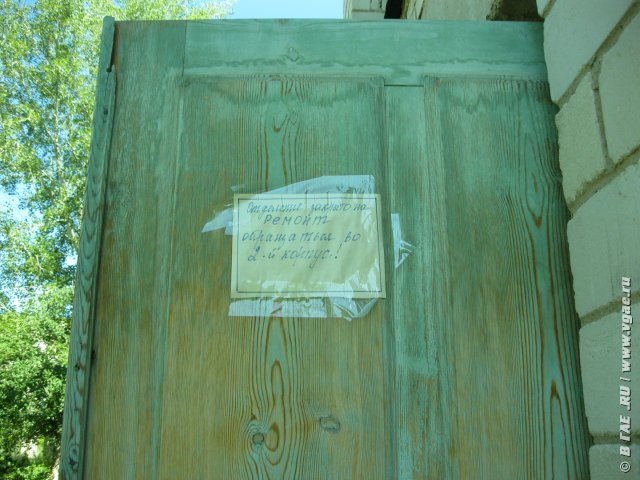 Отделение закрыто на
Ремонт
обращаться во
2-й корпус!
© В ГАЕ .RU | www.vgae.ru